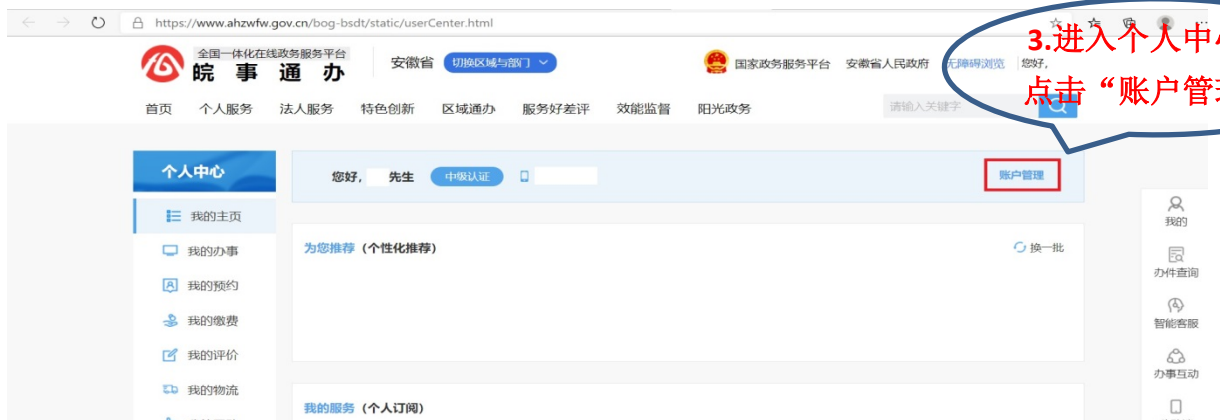 https://www.ahzwfw.gov.cn/bog-bsdt/static/userCenter.html
3.进入个人中
点击“账户管
全国一体化在线政务服务平台
皖事通办
安徽省 切换区域与部门
国家政务服务平台 安徽省人民政府 无障碍浏览 您好,
首页 个人服务 法人服务 特色创新 区域通办 服务好差评 效能监督 阳光政务
请输入关键字
个人中心
您好, 先生 中级认证
账户管理
我的主页
我的办事
我的预约
我的缴费
我的评价
我的物流
为您推荐（个性化推荐）
换一批
我的服务（个人订阅）
我的
办件查询
智能客服
办事互动